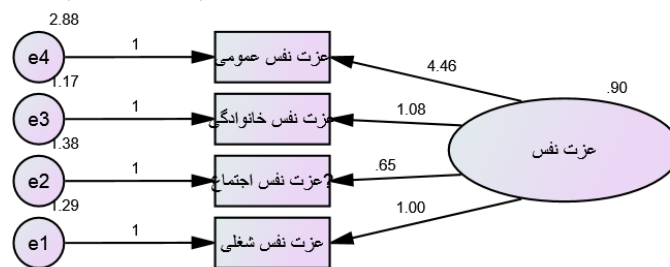 2.88
e4
1
عزت نفس عمومی
4.46
.90
1.17
e3
1
عزت نفس خانوادگی
1.08
عزت نفس
1.38
e2
1
عزت نفس اجتماع?
.65
1.29
e1
1
عزت نفس شغلی
1.00